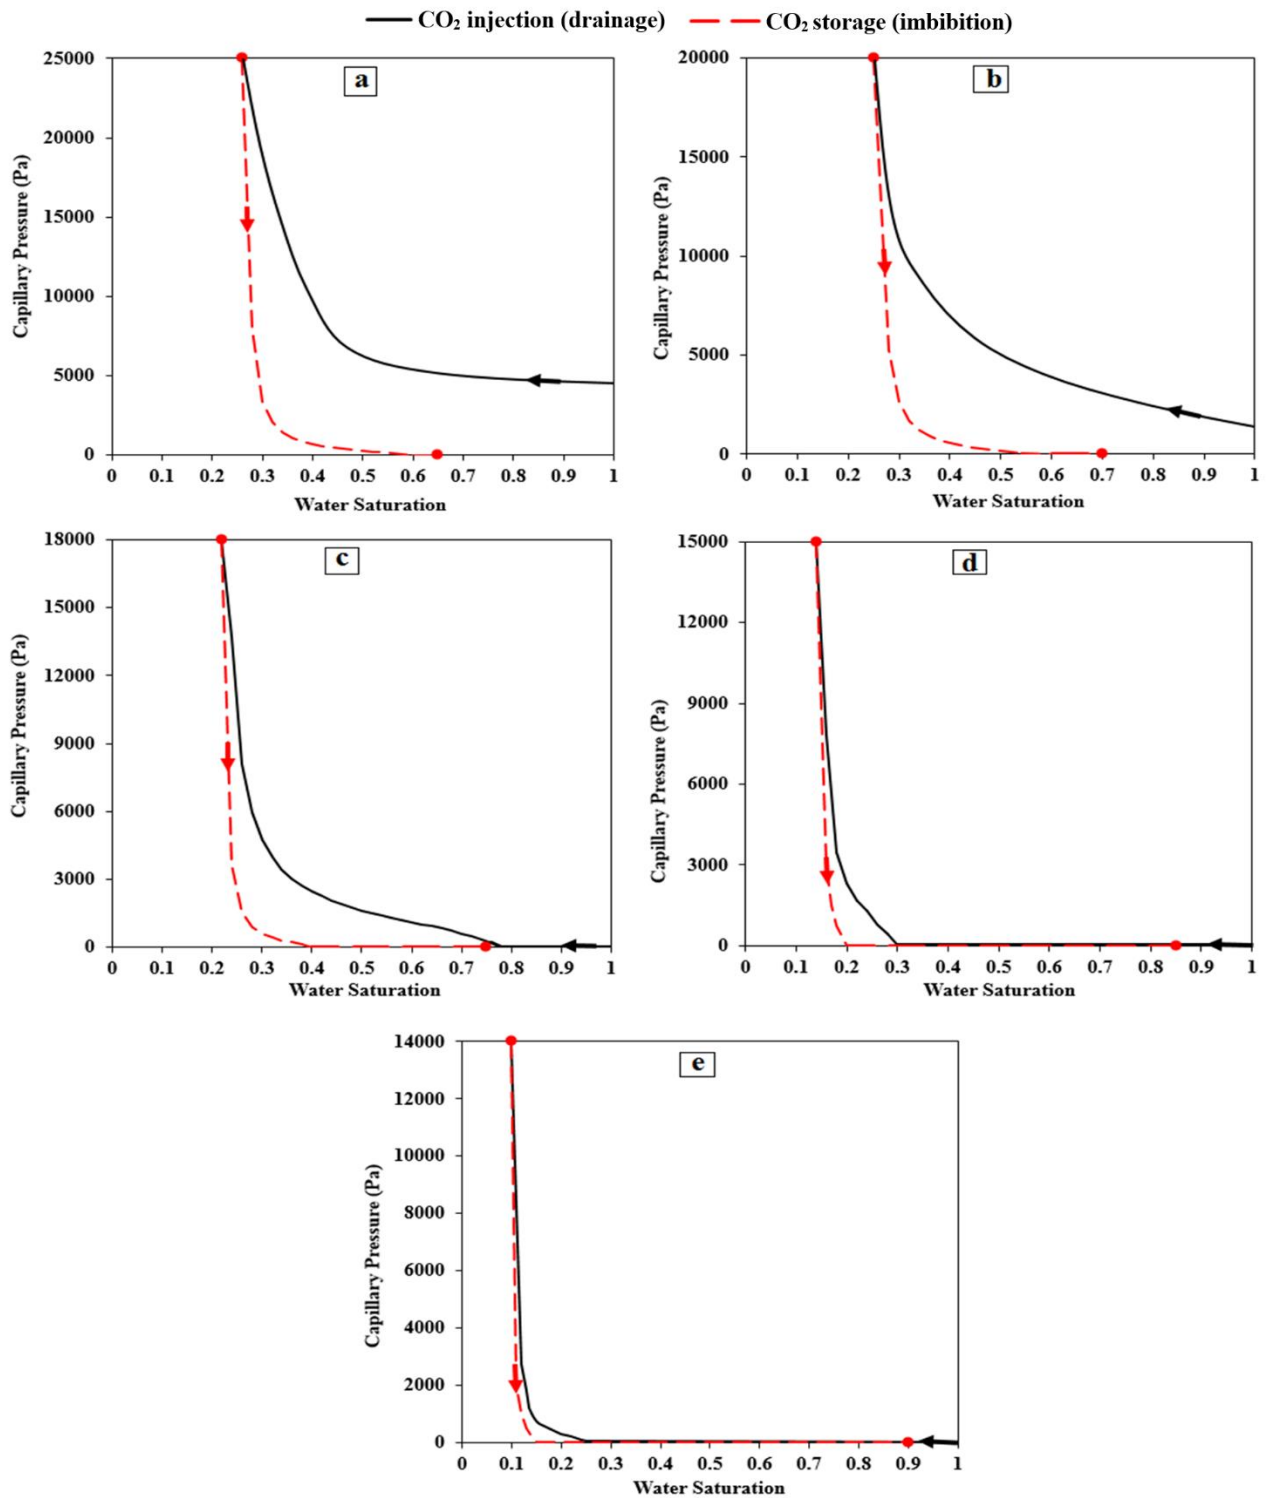 CO₂ injection (drainage) CO₂ storage (imbibition)
a
Capillary Pressure (Pa)
25000
20000
15000
10000
5000
0
0 0.1 0.2 0.3 0.4 0.5 0.6 0.7 0.8 0.9 1
Water Saturation
b
Capillary Pressure (Pa)
20000
15000
10000
5000
0
0 0.1 0.2 0.3 0.4 0.5 0.6 0.7 0.8 0.9 1
Water Saturation
c
Capillary Pressure (Pa)
18000
15000
12000
9000
6000
3000
0
0 0.1 0.2 0.3 0.4 0.5 0.6 0.7 0.8 0.9 1
Water Saturation
d
Capillary Pressure (Pa)
15000
12000
9000
6000
3000
0
0 0.1 0.2 0.3 0.4 0.5 0.6 0.7 0.8 0.9 1
Water Saturation
e
Capillary Pressure (Pa)
14000
12000
10000
8000
6000
4000
2000
0
0 0.1 0.2 0.3 0.4 0.5 0.6 0.7 0.8 0.9 1
Water Saturation